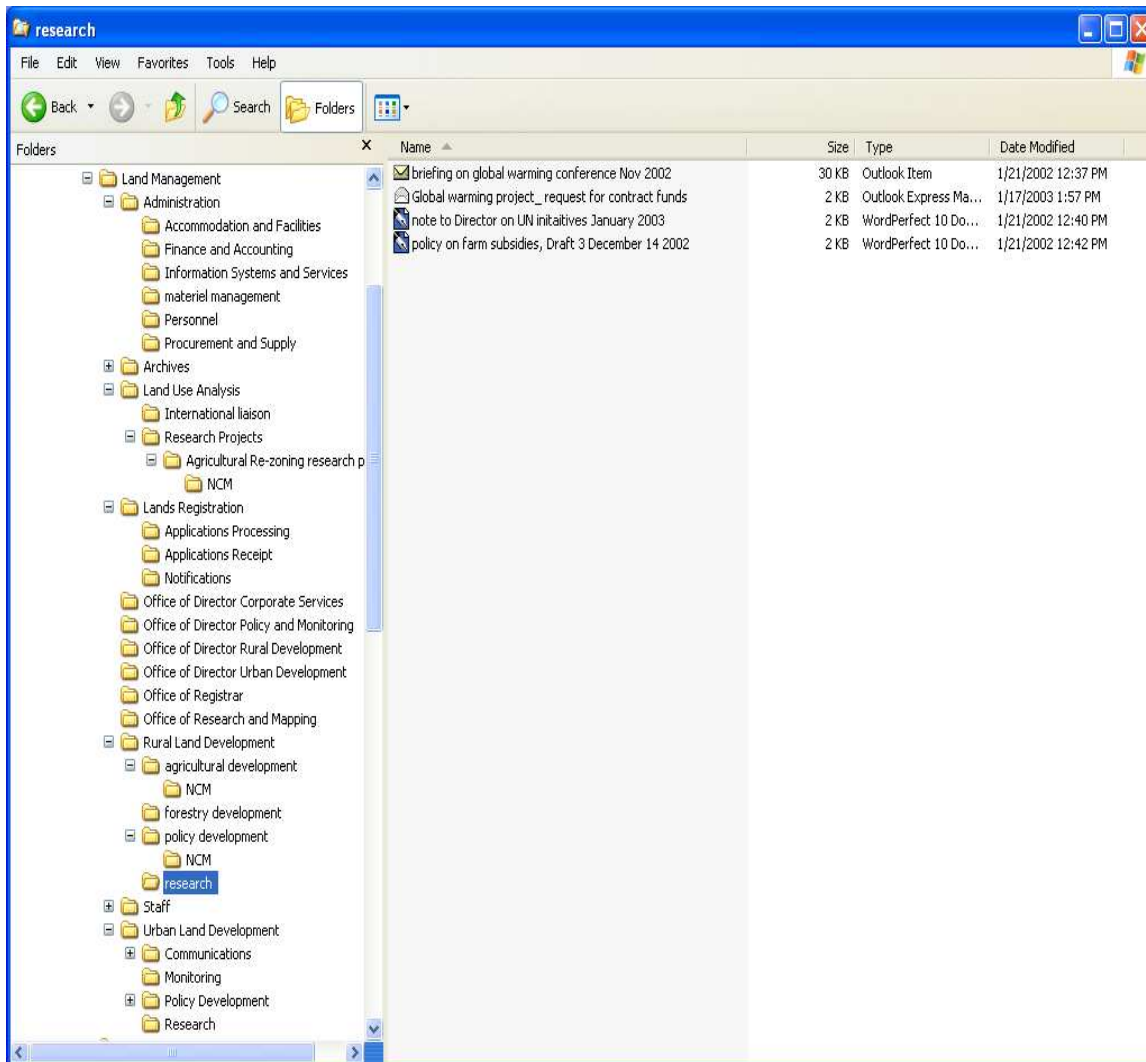 research
File Edit View Favorites Tools Help
Back Search Folders
Folders X
Land Management
Administration
Accommodation and Facilities
Finance and Accounting
Information Systems and Services
materiel management
Personnel
Procurement and Supply
Archives
Land Use Analysis
International liaison
Research Projects
Agricultural Re-zoning research p
NCM
Lands Registration
Applications Processing
Applications Receipt
Notifications
Office of Director Corporate Services
Office of Director Policy and Monitoring
Office of Director Rural Development
Office of Director Urban Development
Office of Registrar
Office of Research and Mapping
Rural Land Development
agricultural development
NCM
forestry development
policy development
NCM
research
Staff
Urban Land Development
Communications
Monitoring
Policy Development
Research
Name Size Type Date Modified
briefing on global warming conference Nov 2002 30 KB Outlook Item 1/21/2002 12:37 PM
Global warming project_ request for contract funds 2 KB Outlook Express Ma... 1/17/2003 1:57 PM
note to Director on UN initaitives January 2003 2 KB WordPerfect 10 Do... 1/21/2002 12:40 PM
policy on farm subsidies, Draft 3 December 14 2002 2 KB WordPerfect 10 Do... 1/21/2002 12:42 PM